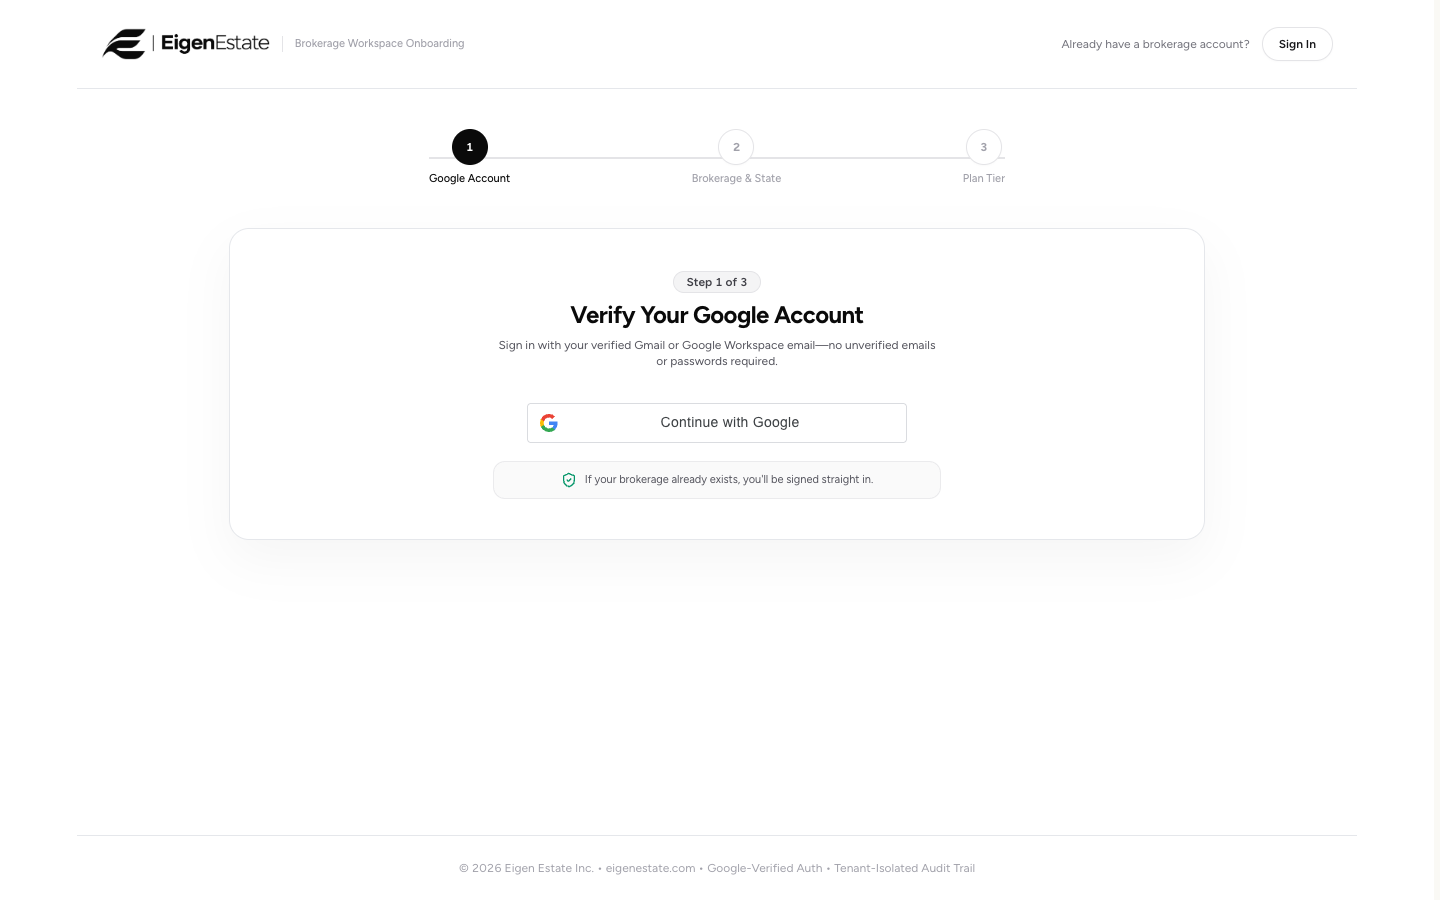 EigenEstate
Brokerage Workspace Onboarding
Already have a brokerage account?
Sign In
1
2
3
Google Account
Brokerage & State
Plan Tier
Step 1 of 3
Verify Your Google Account
Sign in with your verified Gmail or Google Workspace email—no unverified emails
or passwords required.
Continue with Google
If your brokerage already exists, you'll be signed straight in.
© 2026 Eigen Estate Inc. • eigenestate.com • Google-Verified Auth • Tenant-Isolated Audit Trail